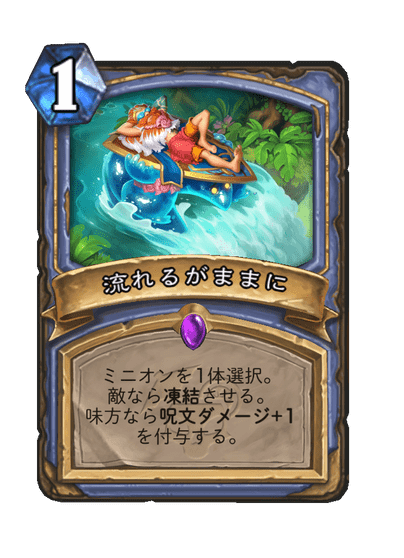 1
流れるがままに
ミニオンを1体選択。
敵なら凍結させる。
味方なら呪文ダメージ+1
を付与する。